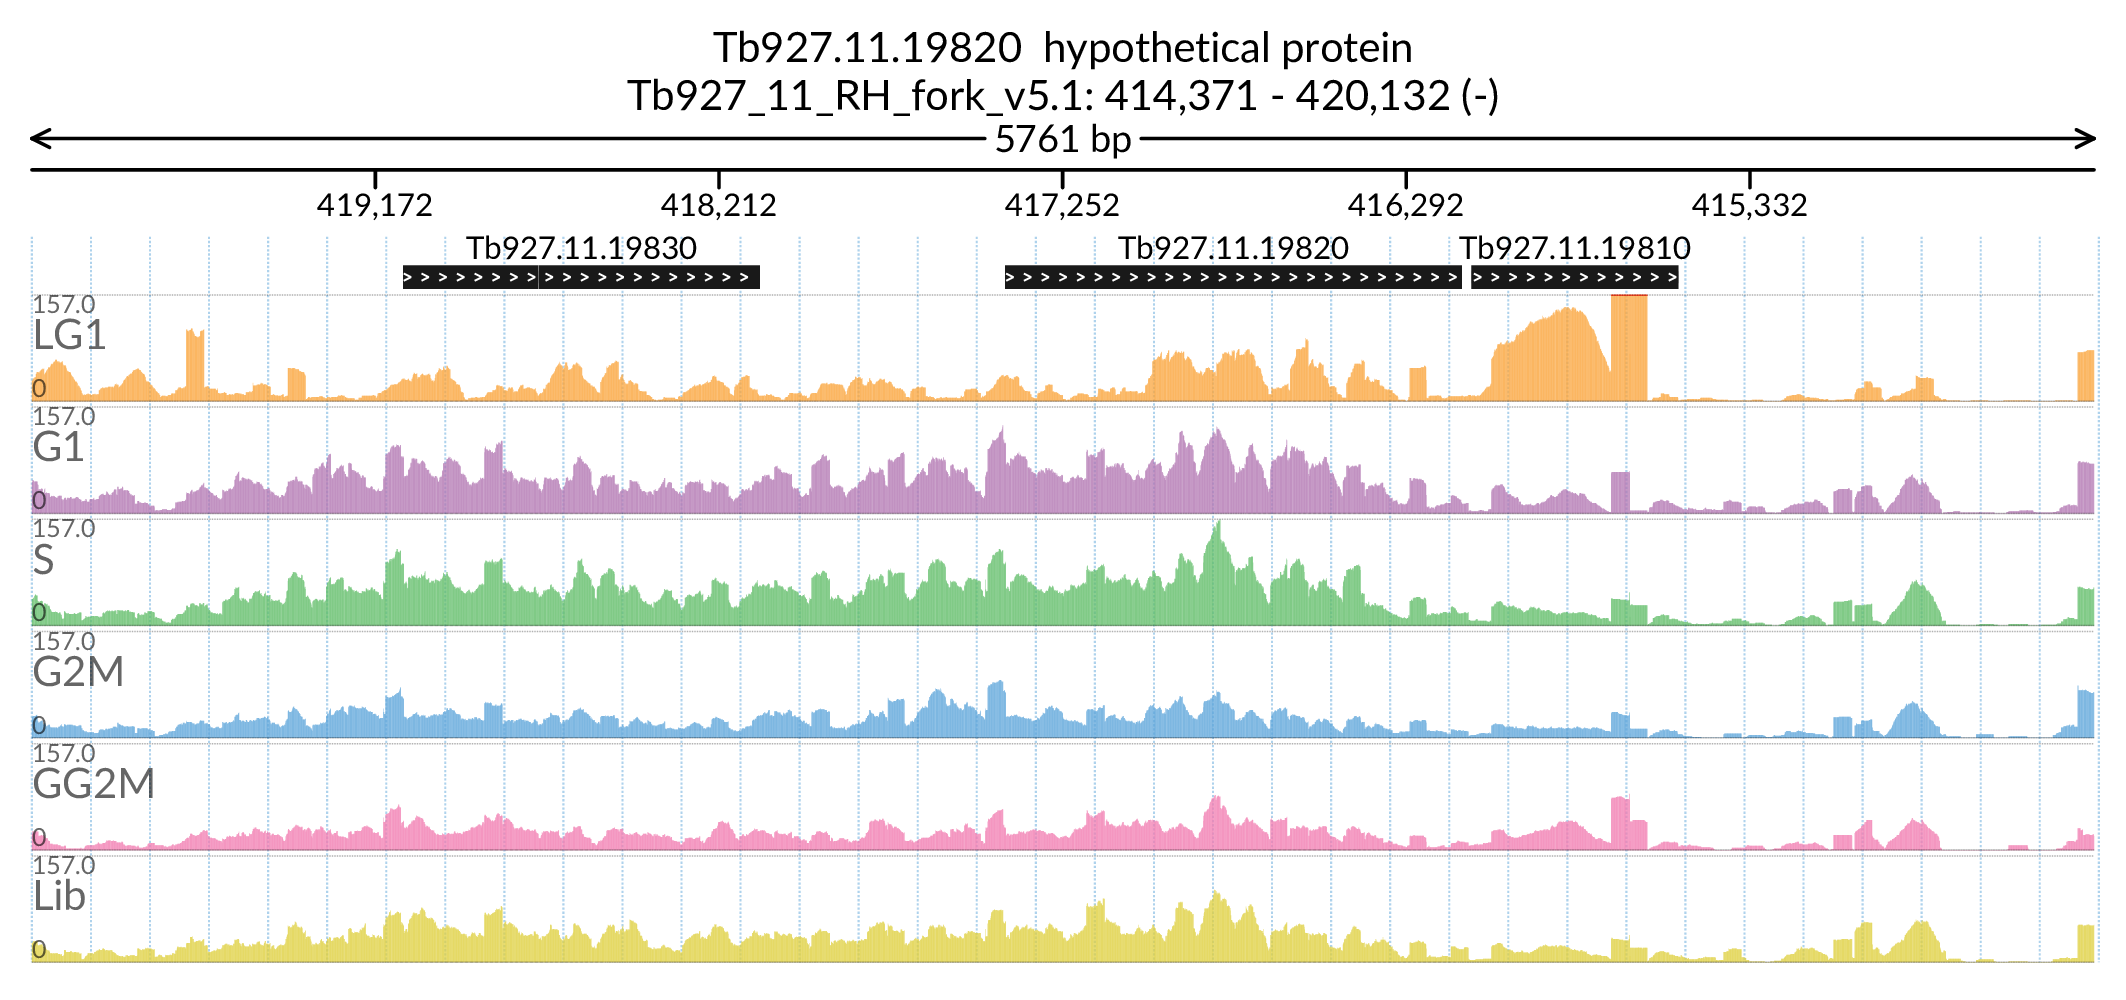 Tb927.11.19820 hypothetical protein
Tb927_11_RH_fork_v5.1: 414,371 - 420,132 (-)
5761 bp
419,172 418,212 417,252 416,292 415,332
Tb927.11.19830 Tb927.11.19820 Tb927.11.19810
157.0
LG1
0
157.0
G1
0
157.0
S
0
157.0
G2M
0
157.0
GG2M
0
157.0
Lib
0